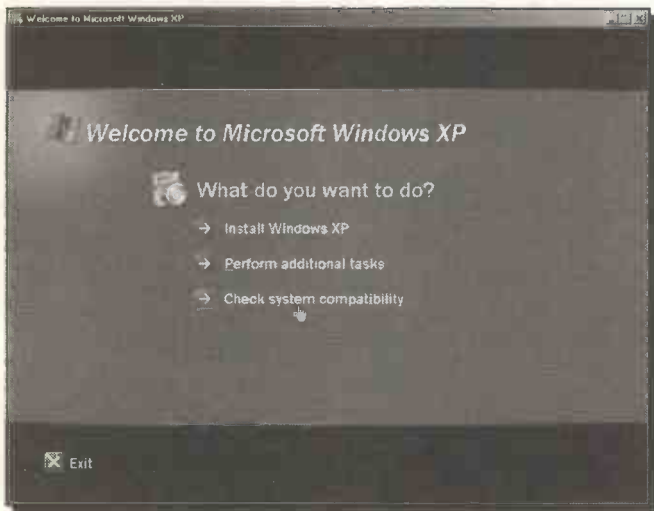 Welcome to Microsoft Windows XP
Welcome to Microsoft Windows XP
What do you want to do?
Install Windows XP
Perform additional tasks
Check system compatibility
Exit